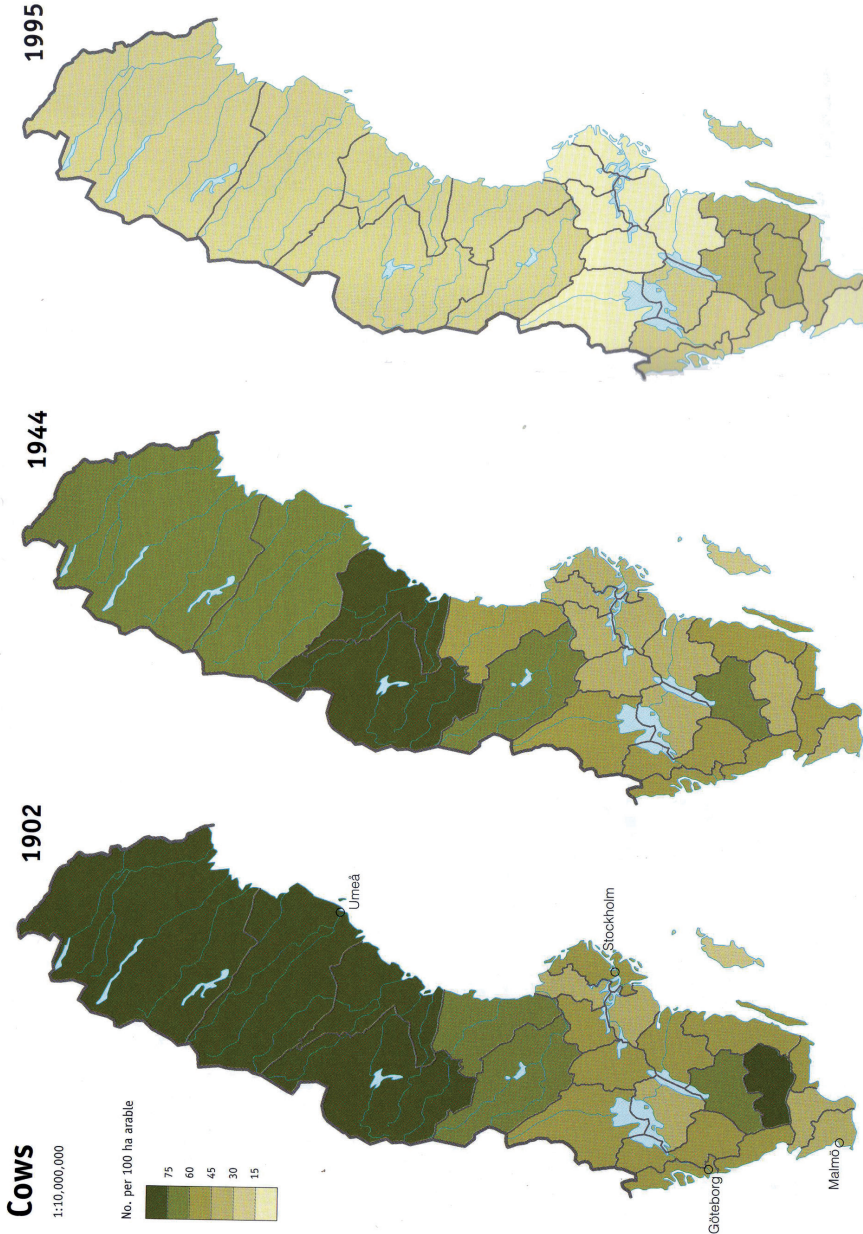 Cows
1:10,000,000
No. per 100 ha arable
75
60
45
30
15
1902
Umeå
Stockholm
Göteborg
Malmö
1944
1995